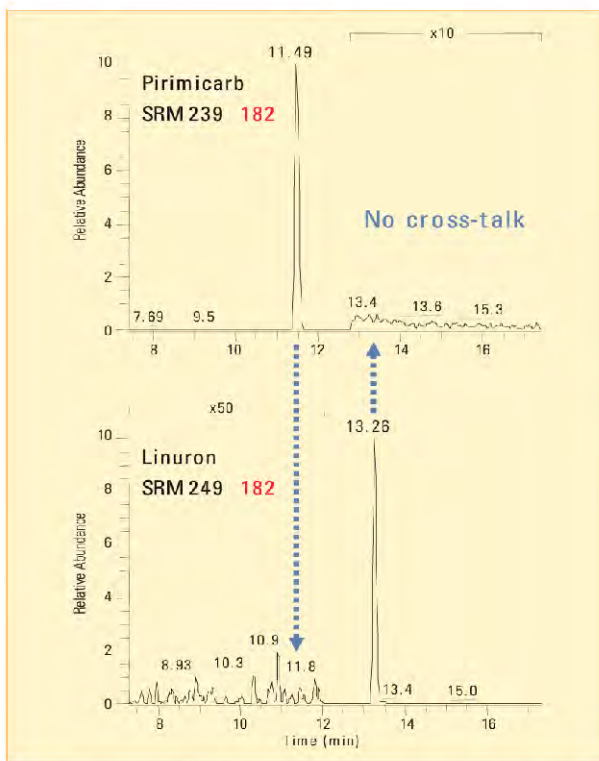 x10
11.49
10
Pirimicarb
8
SRM 239 182
6
Relative Abundance
4
No cross-talk
2
13.4 13.6 15.3
7.69 9.5
0
8 10 12 14 16
x50
13.26
10
Linuron
8
SRM 249 182
6
Relative Abundance
4
2
10.9
8.93 10.3 11.8
13.4 15.0
0
8 10 12 14 16
Time (min)